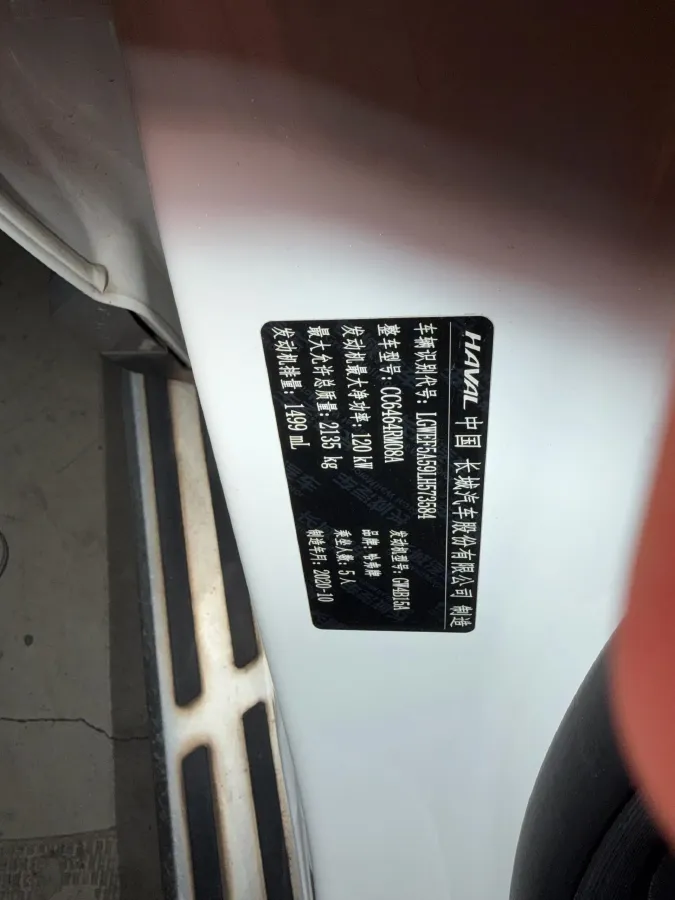 HAVAL 中国 长城汽车股份有限公司 制造
车辆识别代号: LGWEF5A59LH573584
整车型号: CC6464RM08A 发动机型号: GW4B15A
发动机最大净功率: 120 kW 品牌: 哈弗牌
最大允许总质量: 2135 kg 乘坐人数: 5 人
发动机排量: 1499 mL 制造年月: 2020-10